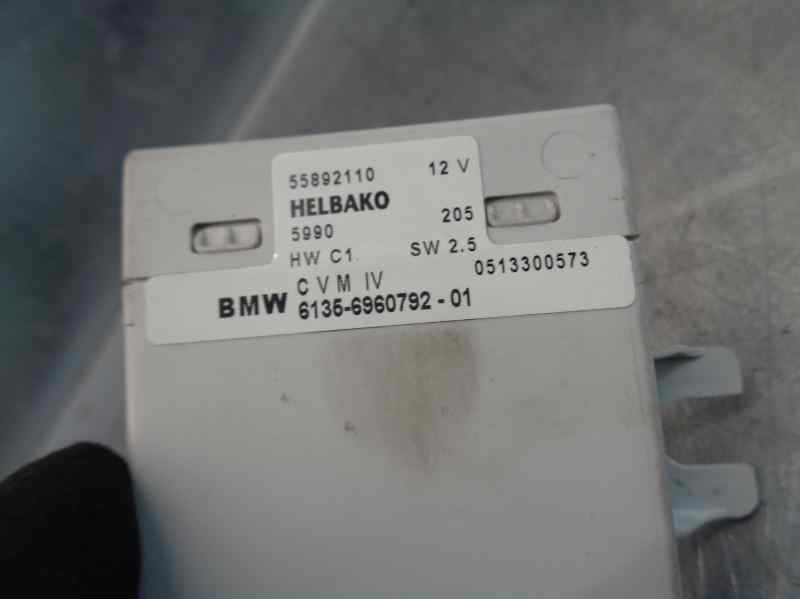 55892110 12 V
HELBAKO
5990 205
HW C1. SW 2.5
C V M IV 0513300573
BMW 6135-6960792-01